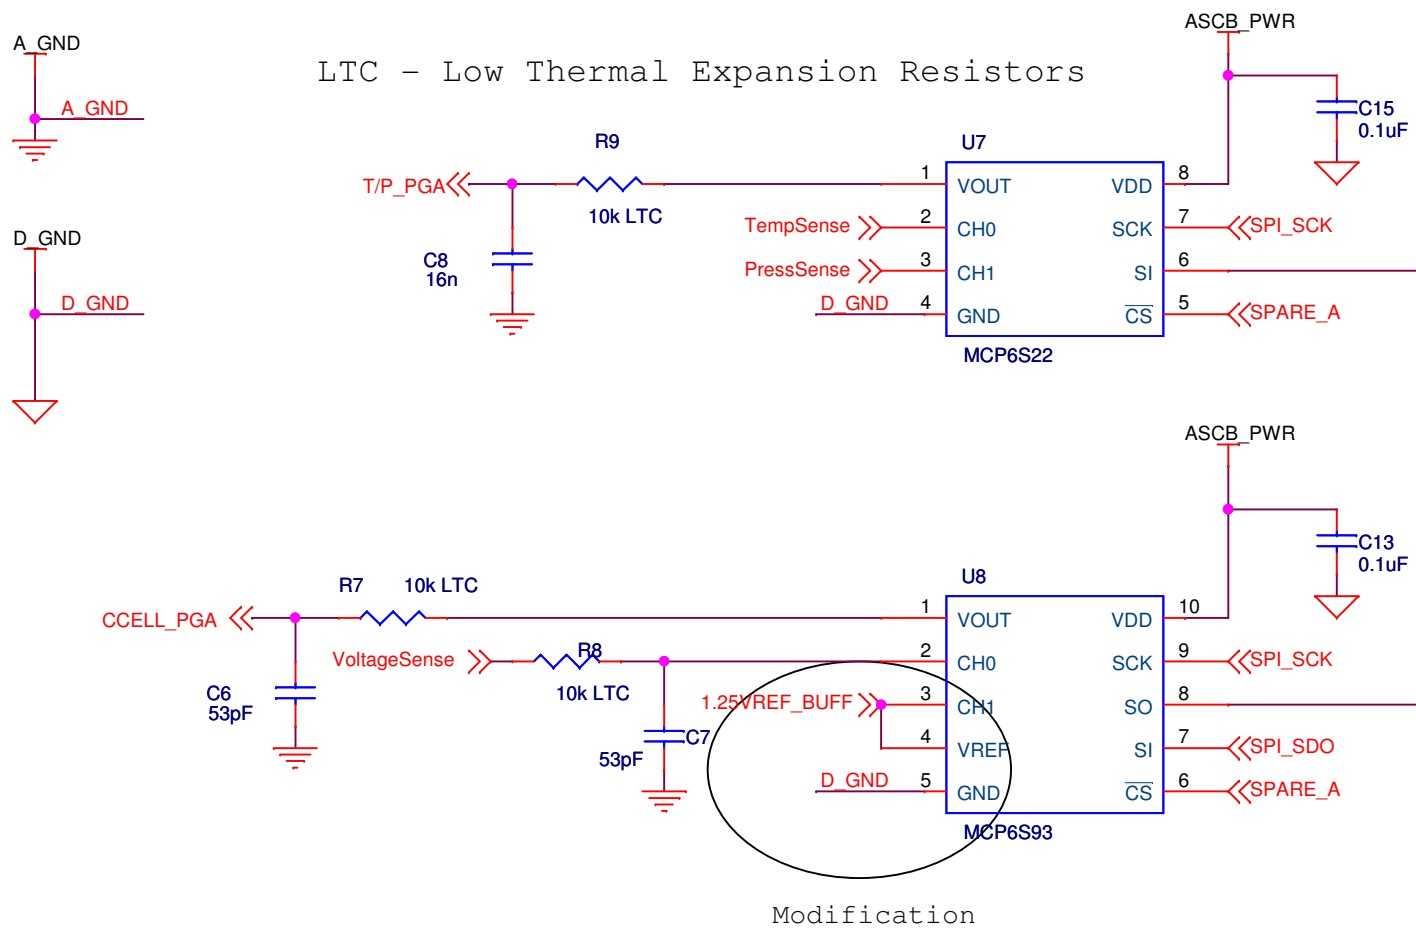 ASCB_PWR
A_GND
LTC - Low Thermal Expansion Resistors
A_GND
C15
0.1uF
R9
U7
T/P_PGA
10k LTC
1 VOUT VDD 8
TempSense 2 CH0 SCK 7 SPI_SCK
D_GND
C8
16n
PressSense 3 CH1 SI 6
D_GND
D_GND 4 GND CS 5 SPARE_A
MCP6S22
ASCB_PWR
C13
0.1uF
R7 10k LTC
U8
CCELL_PGA
1 VOUT VDD 10
VoltageSense R8 2 CH0 SCK 9 SPI_SCK
10k LTC
C6
53pF
1.25VREF_BUFF 3 CH1 SO 8
C7
53pF
4 VREF SI 7 SPI_SDO
D_GND 5 GND CS 6 SPARE_A
MCP6S93
Modification